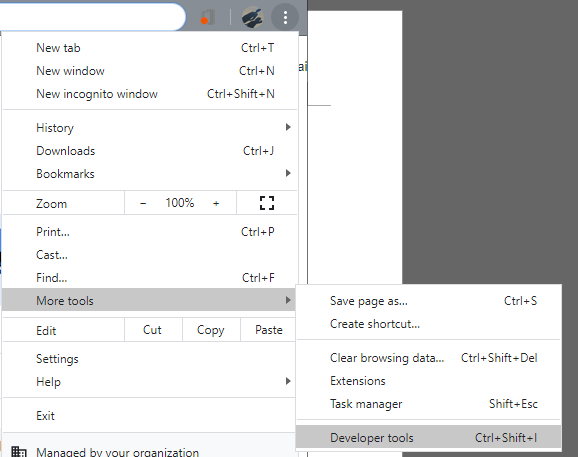 New tab Ctrl+T
New window Ctrl+N
ai
New incognito window Ctrl+Shift+N
History
Downloads Ctrl+J
Bookmarks
Zoom − 100% +
Print... Ctrl+P
Cast...
Find... Ctrl+F
More tools
Edit Cut Copy Paste
Settings
Help
Exit
Managed by your organization
Save page as... Ctrl+S
Create shortcut...
Clear browsing data... Ctrl+Shift+Del
Extensions
Task manager Shift+Esc
Developer tools Ctrl+Shift+I